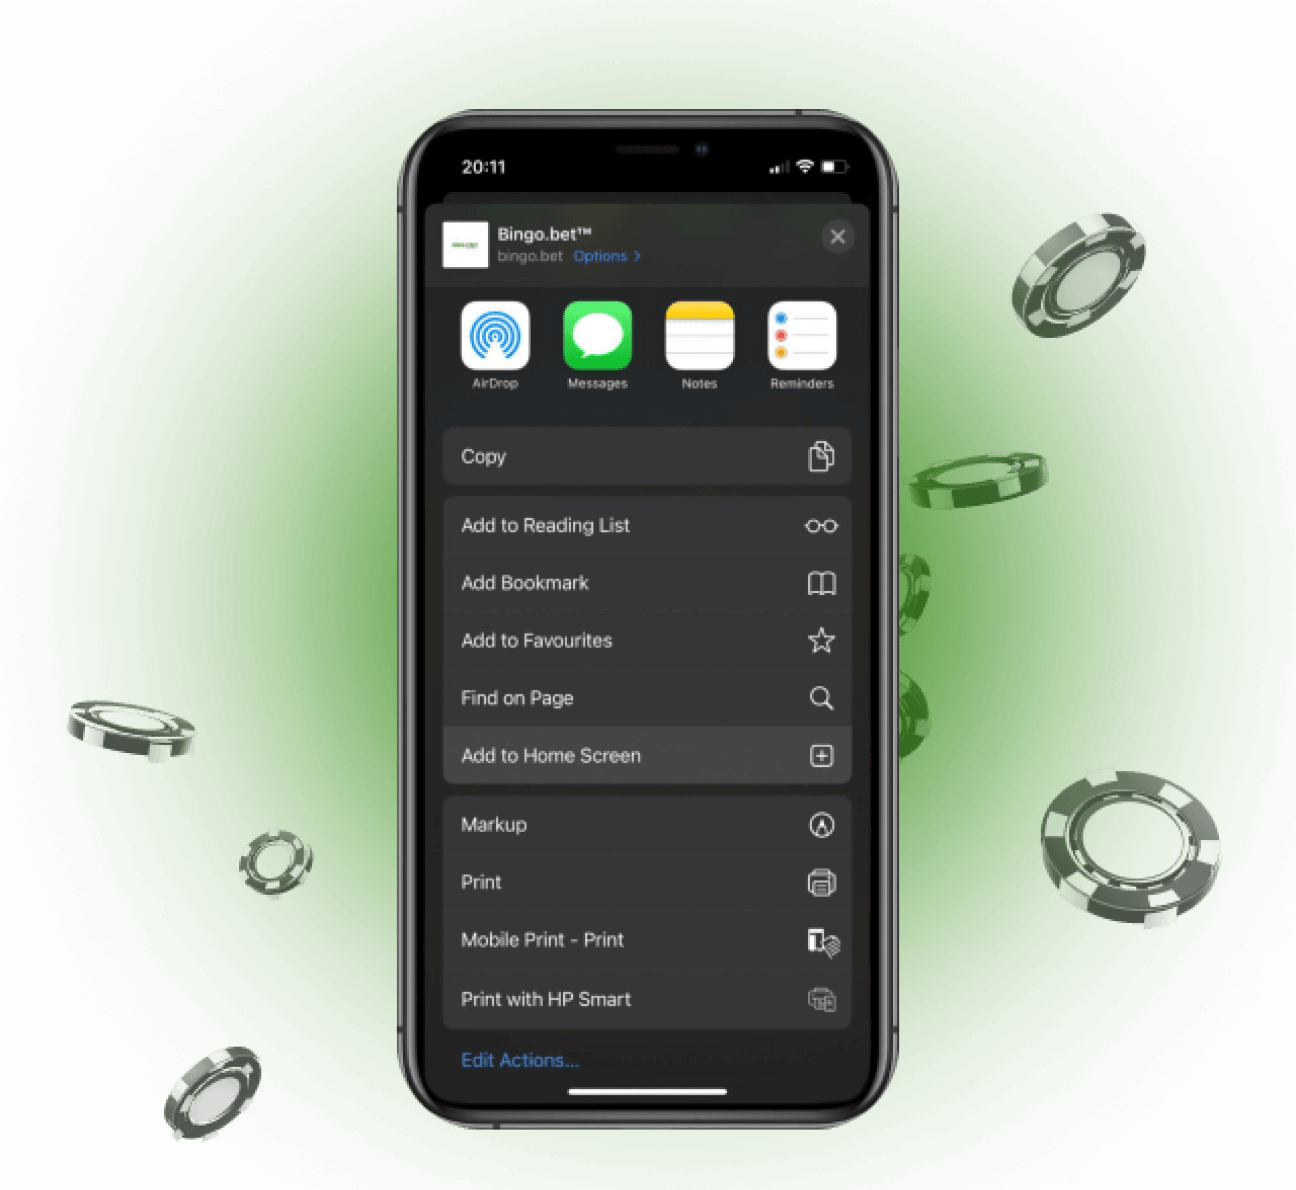 20:11
Bingo.bet™
bingo.bet Options >
AirDrop Messages Notes Reminders
Copy
Add to Reading List
Add Bookmark
Add to Favourites
Find on Page
Add to Home Screen
Markup
Print
Mobile Print - Print
Print with HP Smart
Edit Actions...